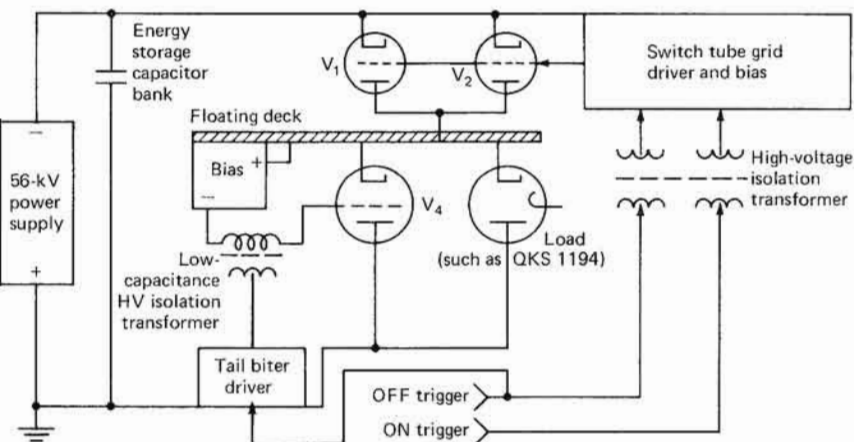 Energy
storage
capacitor
bank
V1
V2
Switch tube grid
driver and bias
Floating deck
−
56-kV
power
supply
+
Bias +
−
V4
High-voltage
isolation
transformer
Load
(such as QKS 1194)
Low-
capacitance
HV isolation
transformer
Tail biter
driver
OFF trigger
ON trigger